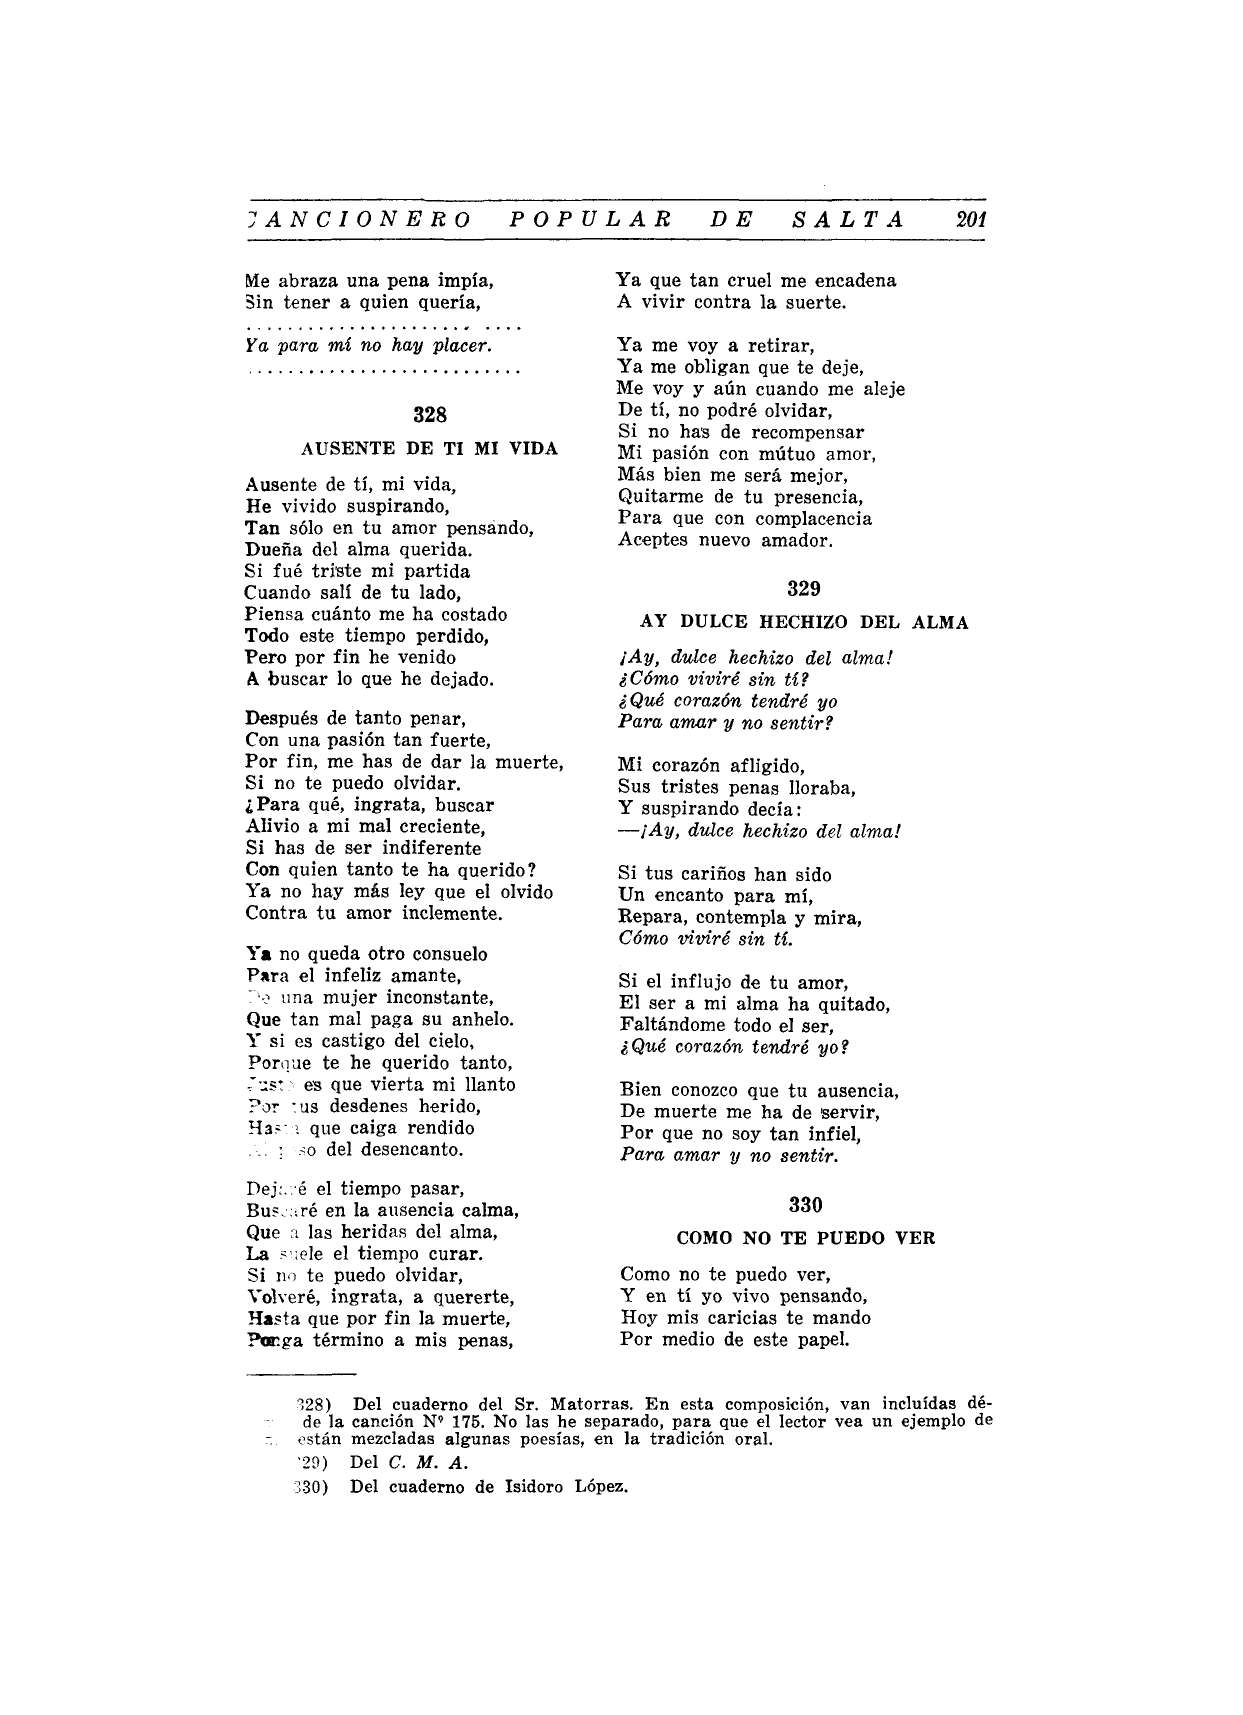 CANCIONERO POPULAR DE SALTA 201
Me abraza una pena impía,
Sin tener a quien quería,
..........................
Ya para mí no hay placer.
...........................
328
AUSENTE DE TI MI VIDA
Ausente de tí, mi vida,
He vivido suspirando,
Tan sólo en tu amor pensando,
Dueña del alma querida.
Si fué triste mi partida
Cuando salí de tu lado,
Piensa cuánto me ha costado
Todo este tiempo perdido,
Pero por fin he venido
A buscar lo que he dejado.
Después de tanto penar,
Con una pasión tan fuerte,
Por fin, me has de dar la muerte,
Si no te puedo olvidar.
¿Para qué, ingrata, buscar
Alivio a mi mal creciente,
Si has de ser indiferente
Con quien tanto te ha querido?
Ya no hay más ley que el olvido
Contra tu amor inclemente.
Ya no queda otro consuelo
Para el infeliz amante,
De una mujer inconstante,
Que tan mal paga su anhelo.
Y si es castigo del cielo,
Porque te he querido tanto,
Justo es que vierta mi llanto
Por tus desdenes herido,
Hasta que caiga rendido
del desencanto.
Dejaré el tiempo pasar,
Buscaré en la ausencia calma,
Que a las heridas del alma,
La suele el tiempo curar.
Si no te puedo olvidar,
Volveré, ingrata, a quererte,
Hasta que por fin la muerte,
Ponga término a mis penas,
Ya que tan cruel me encadena
A vivir contra la suerte.
Ya me voy a retirar,
Ya me obligan que te deje,
Me voy y aún cuando me aleje
De tí, no podré olvidar,
Si no has de recompensar
Mi pasión con mútuo amor,
Más bien me será mejor,
Quitarme de tu presencia,
Para que con complacencia
Aceptes nuevo amador.
329
AY DULCE HECHIZO DEL ALMA
¡Ay, dulce hechizo del alma!
¿Cómo viviré sin tí?
¿Qué corazón tendré yo
Para amar y no sentir?
Mi corazón afligido,
Sus tristes penas lloraba,
Y suspirando decía:
—¡Ay, dulce hechizo del alma!
Si tus cariños han sido
Un encanto para mí,
Repara, contempla y mira,
Cómo viviré sin tí.
Si el influjo de tu amor,
El ser a mi alma ha quitado,
Faltándome todo el ser,
¿Qué corazón tendré yo?
Bien conozco que tu ausencia,
De muerte me ha de servir,
Por que no soy tan infiel,
Para amar y no sentir.
330
COMO NO TE PUEDO VER
Como no te puedo ver,
Y en tí yo vivo pensando,
Hoy mis caricias te mando
Por medio de este papel.
328) Del cuaderno del Sr. Matorras. En esta composición, van incluídas dé-
de la canción Nº 175. No las he separado, para que el lector vea un ejemplo de
están mezcladas algunas poesías, en la tradición oral.
329) Del C. M. A.
330) Del cuaderno de Isidoro López.